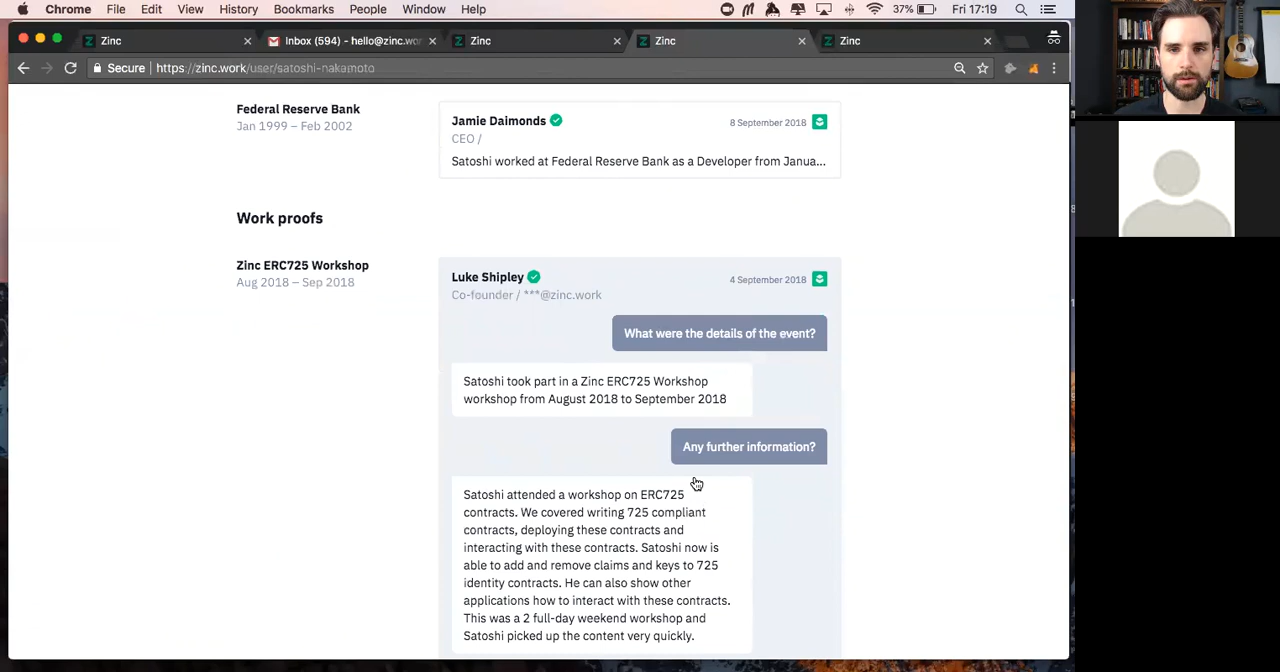 Chrome File Edit View History Bookmarks People Window Help 37% Fri 17:19
Zinc
Inbox (594) - hello@zinc.wor
Zinc
Zinc
Zinc
Secure | https://zinc.work/user/satoshi-nakamoto
Federal Reserve Bank
Jan 1999 – Feb 2002
Jamie Daimonds
8 September 2018
CEO /
Satoshi worked at Federal Reserve Bank as a Developer from Janua...
Work proofs
Zinc ERC725 Workshop
Aug 2018 – Sep 2018
Luke Shipley
4 September 2018
Co-founder / ***@zinc.work
What were the details of the event?
Satoshi took part in a Zinc ERC725 Workshop
workshop from August 2018 to September 2018
Any further information?
Satoshi attended a workshop on ERC725
contracts. We covered writing 725 compliant
contracts, deploying these contracts and
interacting with these contracts. Satoshi now is
able to add and remove claims and keys to 725
identity contracts. He can also show other
applications how to interact with these contracts.
This was a 2 full-day weekend workshop and
Satoshi picked up the content very quickly.